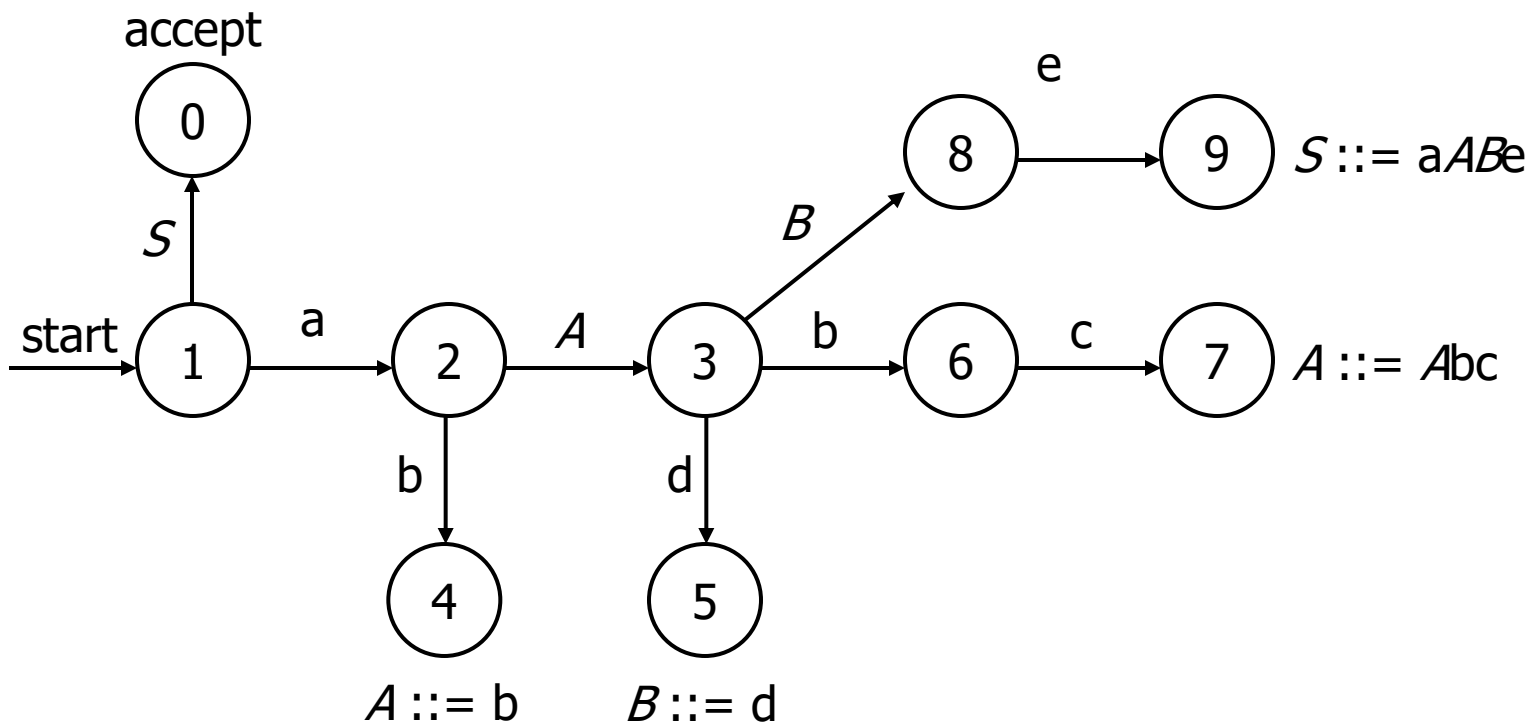 accept
0
e
8
9
S ::= aABe
B
S
start
1
a
2
A
3
b
6
c
7
A ::= Abc
b
d
4
5
A ::= b
B ::= d